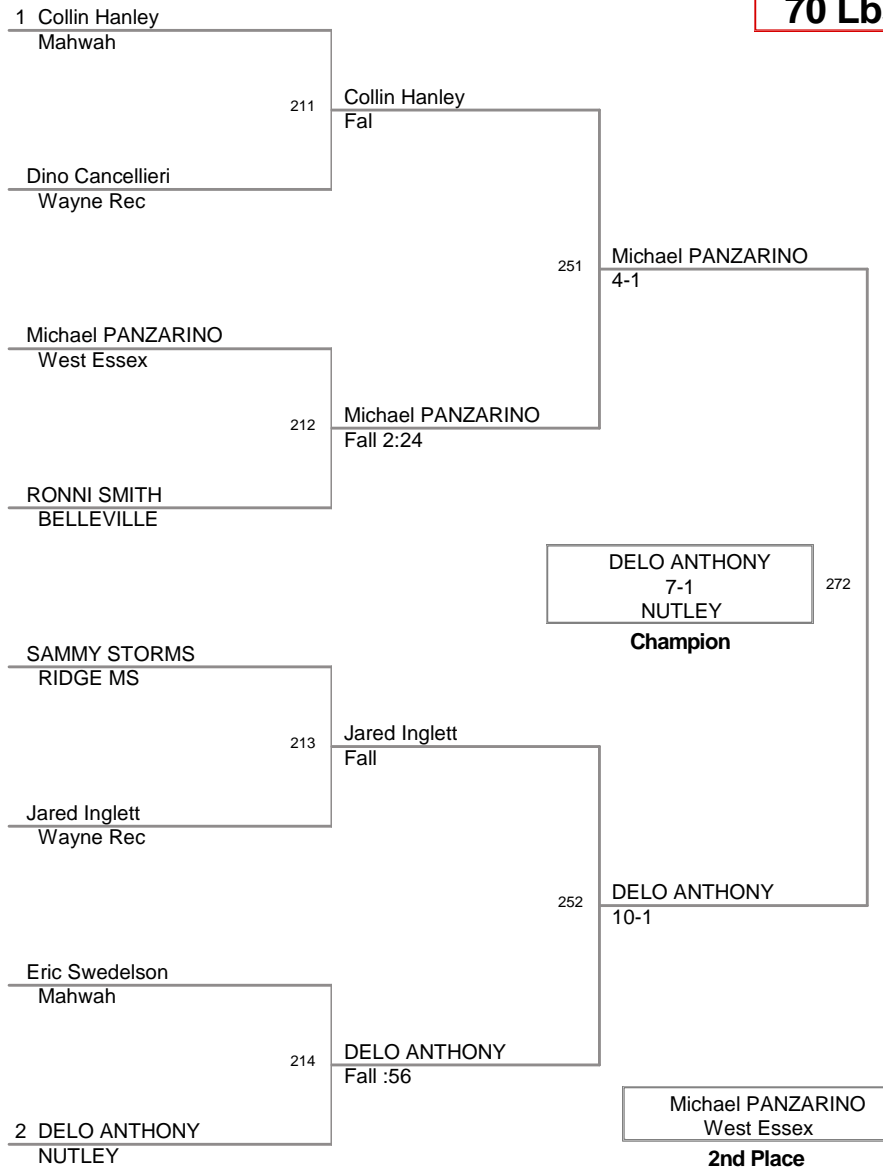 70 Lb
1 Collin Hanley
Mahwah
211
Collin Hanley
Fal
Dino Cancellieri
Wayne Rec
251
Michael PANZARINO
4-1
Michael PANZARINO
West Essex
212
Michael PANZARINO
Fall 2:24
RONNI SMITH
BELLEVILLE
DELO ANTHONY
7-1
NUTLEY
272
Champion
SAMMY STORMS
RIDGE MS
213
Jared Inglett
Fall
Jared Inglett
Wayne Rec
252
DELO ANTHONY
10-1
Eric Swedelson
Mahwah
214
DELO ANTHONY
Fall :56
2 DELO ANTHONY
NUTLEY
Michael PANZARINO
West Essex
2nd Place